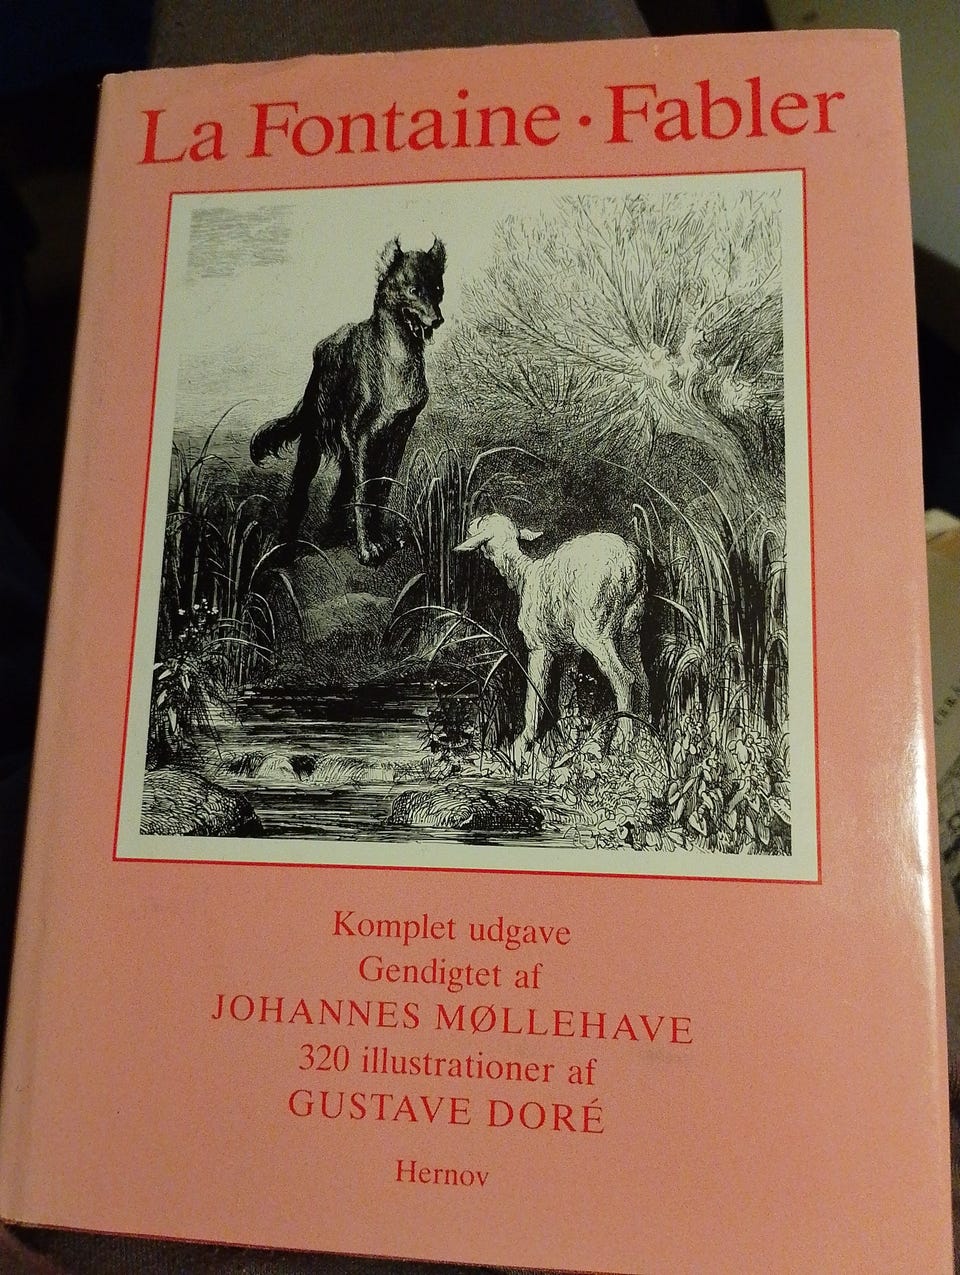 La Fontaine · Fabler
Komplet udgave
Gendigtet af
JOHANNES MØLLEHAVE
320 illustrationer af
GUSTAVE DORÉ
Hernov